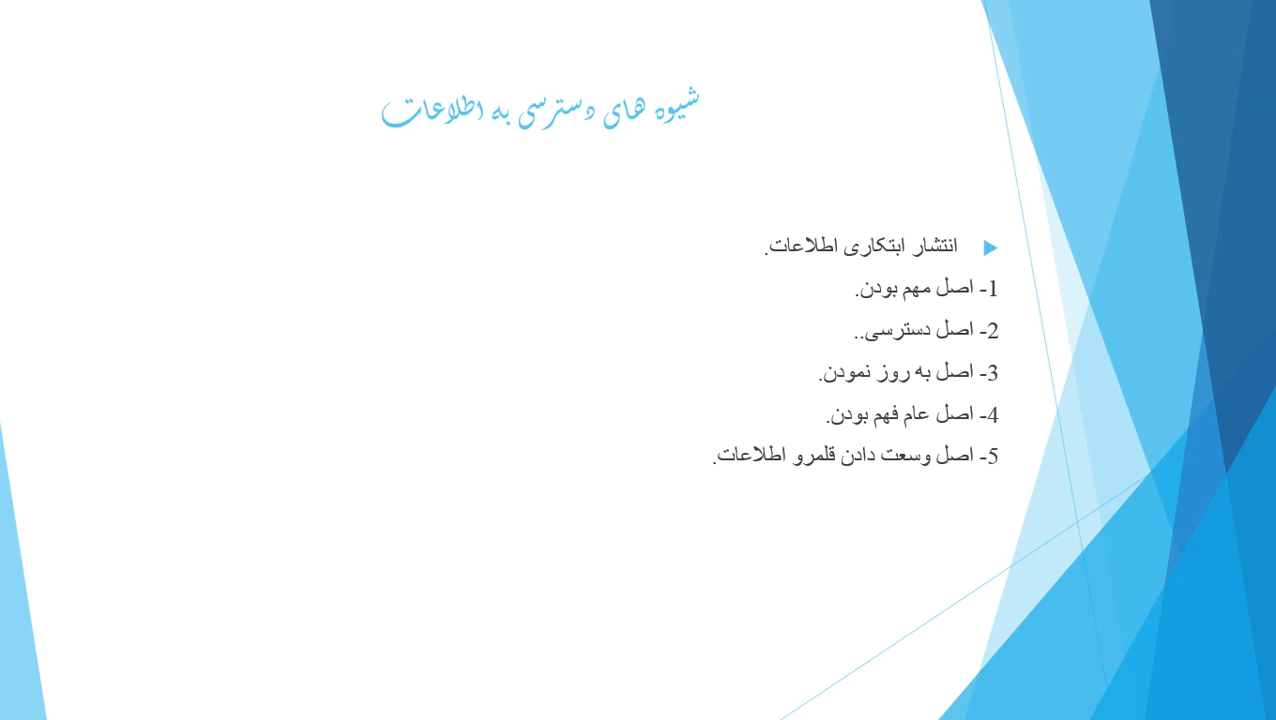 شیوه های دسترسی به اطلاعات
انتشار ابتکاری اطلاعات.
1- اصل مهم بودن.
2- اصل دسترسی..
3- اصل به روز نمودن.
4- اصل عام فهم بودن.
5- اصل وسعت دادن قلمرو اطلاعات.